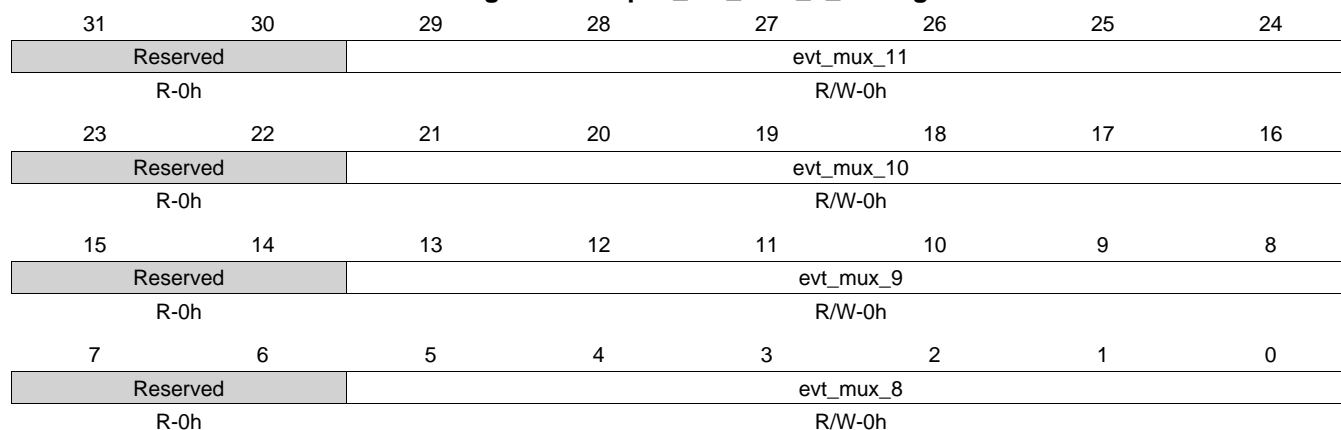 31 30 29 28 27 26 25 24
Reserved evt_mux_11
R-0h R/W-0h
23 22 21 20 19 18 17 16
Reserved evt_mux_10
R-0h R/W-0h
15 14 13 12 11 10 9 8
Reserved evt_mux_9
R-0h R/W-0h
7 6 5 4 3 2 1 0
Reserved evt_mux_8
R-0h R/W-0h